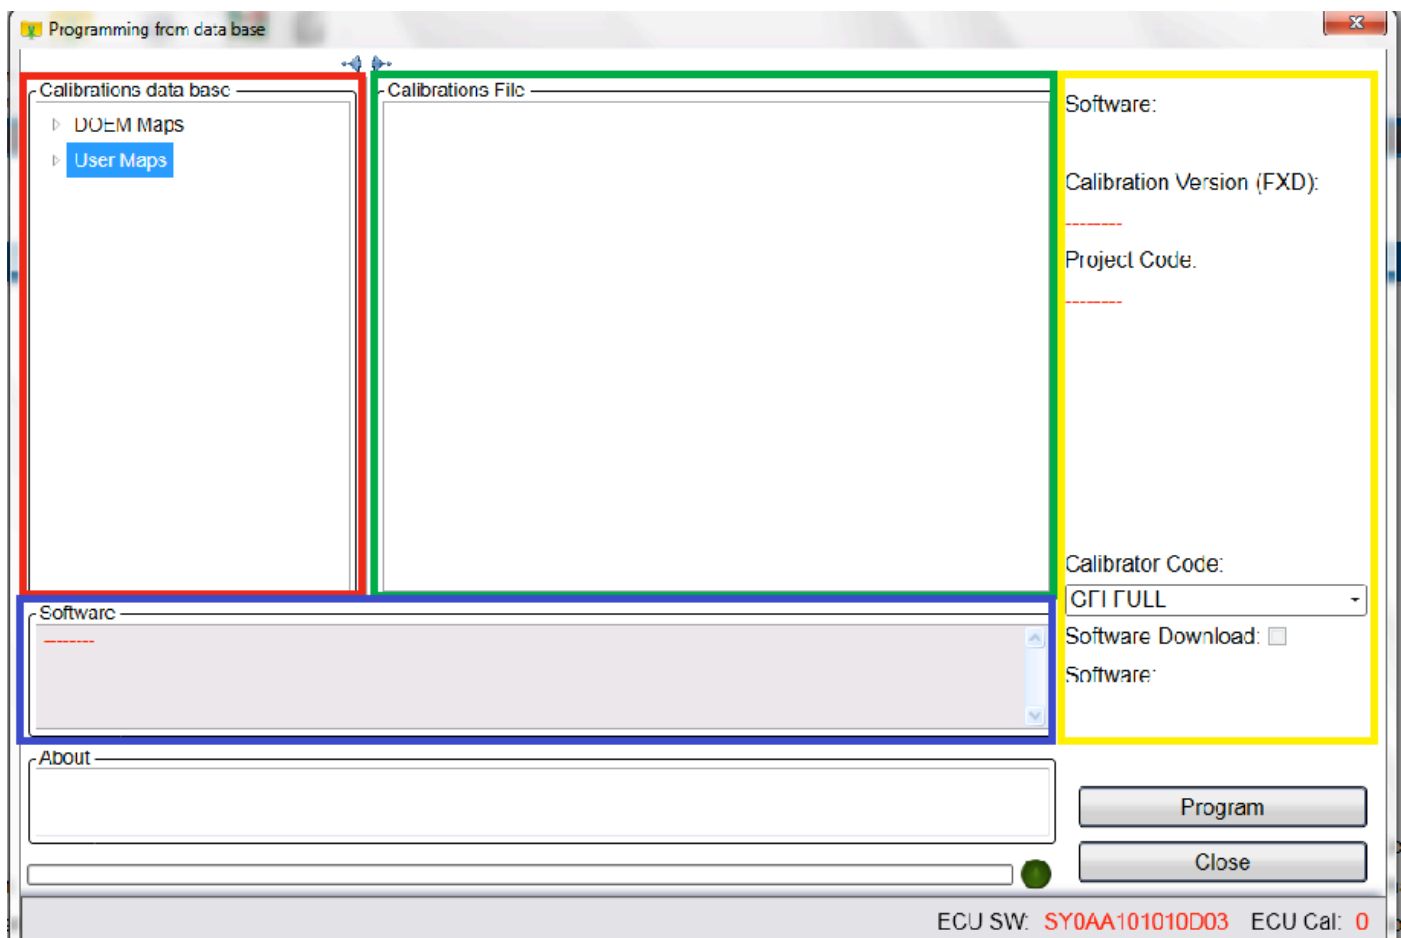 Programming from data base
Calibrations data base
DOEM Maps
User Maps
Calibrations File
Software:
Calibration Version (FXD):
--------
Project Code:
--------
Calibrator Code:
GFI FULL
Software Download:
Software:
Software
--------
About
Program
Close
ECU SW: SY0AA101010D03 ECU Cal: 0